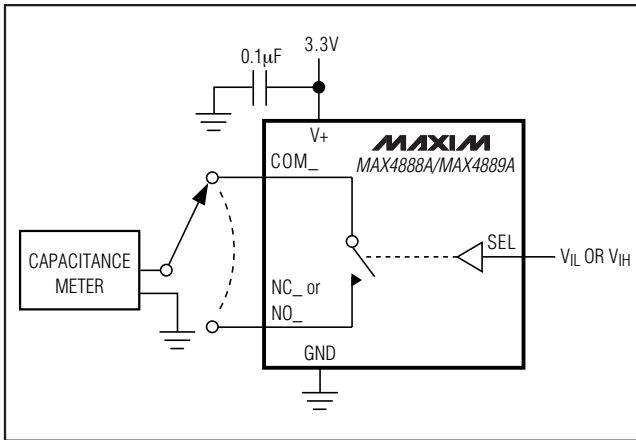 3.3V
0.1μF
V+
MAXIM
MAX4888A/MAX4889A
COM_
SEL
VIL OR VIH
CAPACITANCE
METER
NC_ or
NO_
GND